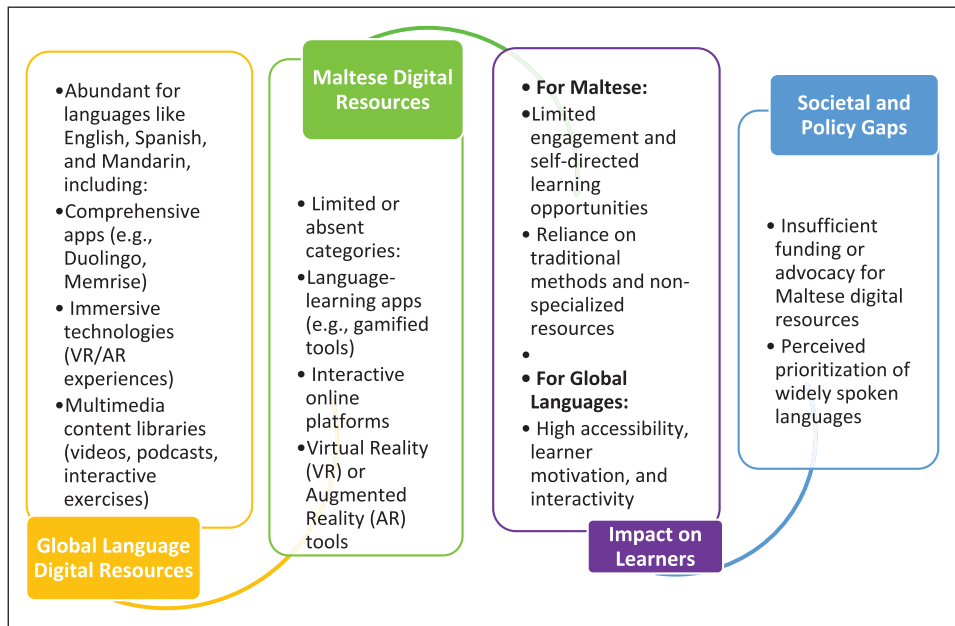 •Abundant for
languages like
English, Spanish,
and Mandarin,
including:
•Comprehensive
apps (e.g.,
Duolingo,
Memrise)
• Immersive
technologies
(VR/AR
experiences)
•Multimedia
content libraries
(videos, podcasts,
interactive
exercises)
Global Language
Digital Resources
Maltese Digital
Resources
• Limited or
absent
categories:
•Language-
learning apps
(e.g., gamified
tools)
• Interactive
online
platforms
•Virtual Reality
(VR) or
Augmented
Reality (AR)
tools
• For Maltese:
•Limited
engagement and
self-directed
learning
opportunities
• Reliance on
traditional
methods and non-
specialized
resources
•
• For Global
Languages:
• High accessibility,
learner
motivation, and
interactivity
Impact on
Learners
Societal and
Policy Gaps
• Insufficient
funding or
advocacy for
Maltese digital
resources
• Perceived
prioritization of
widely spoken
languages